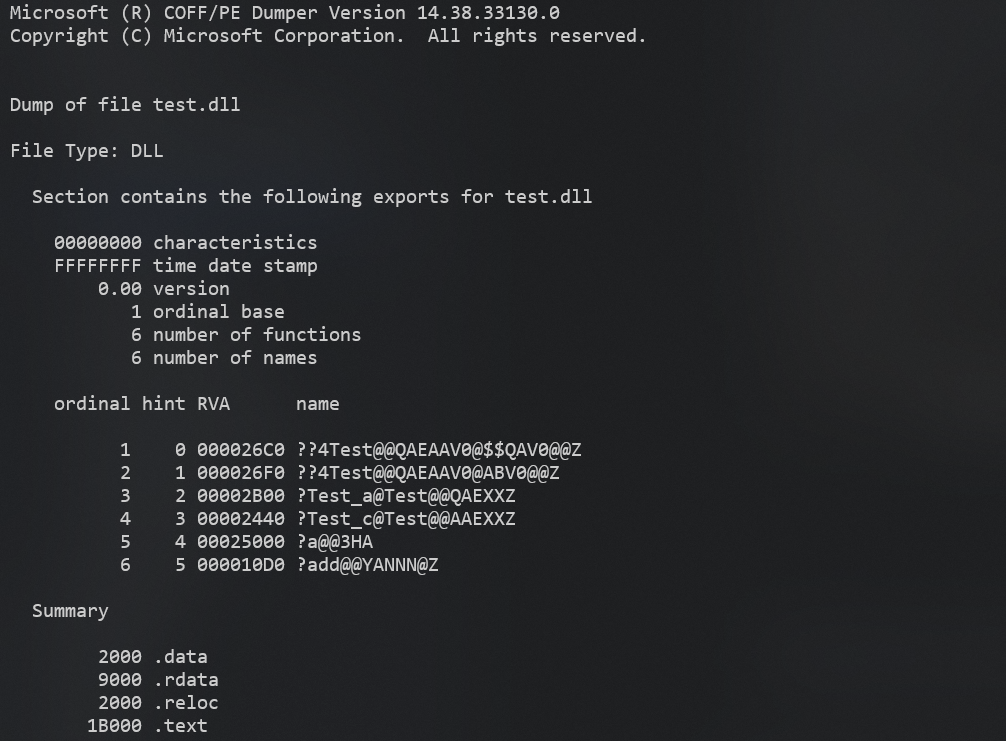 Microsoft (R) COFF/PE Dumper Version 14.38.33130.0
Copyright (C) Microsoft Corporation.  All rights reserved.
Dump of file test.dll
File Type: DLL
Section contains the following exports for test.dll
00000000 characteristics
FFFFFFFF time date stamp
0.00 version
1 ordinal base
6 number of functions
6 number of names
ordinal hint RVA      name
1    0 000026C0 ??4Test@@QAEAAV0@$$QAV0@@Z
2    1 000026F0 ??4Test@@QAEAAV0@ABV0@@Z
3    2 00002B00 ?Test_a@Test@@QAEXXZ
4    3 00002440 ?Test_c@Test@@AAEXXZ
5    4 00025000 ?a@@3HA
6    5 000010D0 ?add@@YANNN@Z
Summary
2000 .data
9000 .rdata
2000 .reloc
1B000 .text